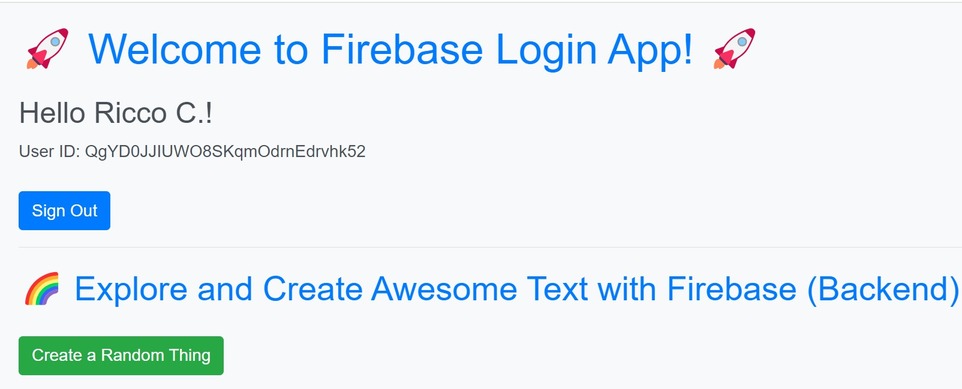 🚀 Welcome to Firebase Login App! 🚀
Hello Ricco C.!
User ID: QgYD0JJIUWO8SKqmOdrnEdrvhk52
Sign Out
🌈 Explore and Create Awesome Text with Firebase (Backend)
Create a Random Thing